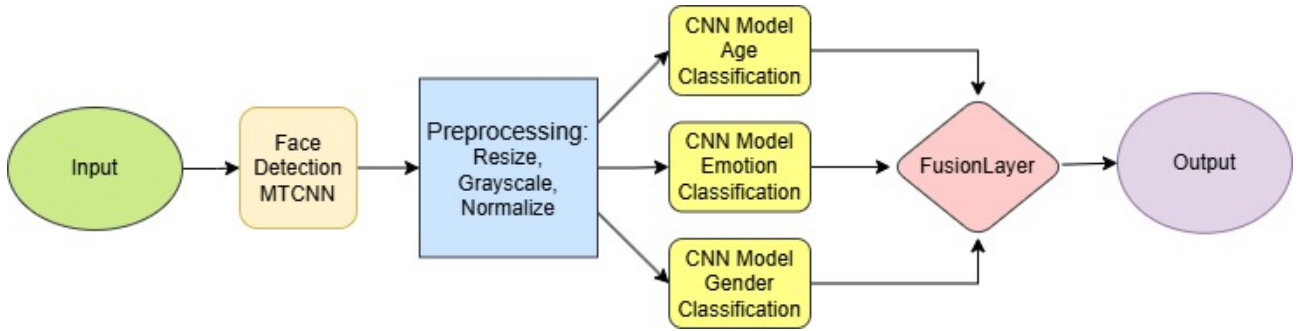 Input
Face
Detection
MTCNN
Preprocessing:
Resize,
Grayscale,
Normalize
CNN Model
Age
Classification
CNN Model
Emotion
Classification
CNN Model
Gender
Classification
FusionLayer
Output